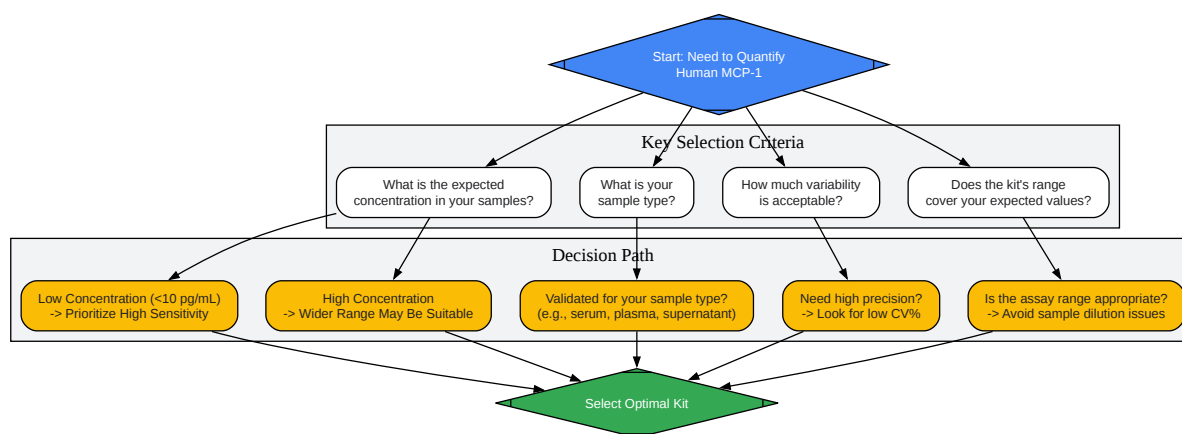 Start: Need to Quantify
Human MCP-1
Key Selection Criteria
What is the expected
concentration in your samples?
What is your
sample type?
How much variability
is acceptable?
Does the kit's range
cover your expected values?
Decision Path
Low Concentration (<10 pg/mL)
-> Prioritize High Sensitivity
High Concentration
-> Wider Range May Be Suitable
Validated for your sample type?
(e.g., serum, plasma, supernatant)
Need high precision?
-> Look for low CV%
Is the assay range appropriate?
-> Avoid sample dilution issues
Select Optimal Kit